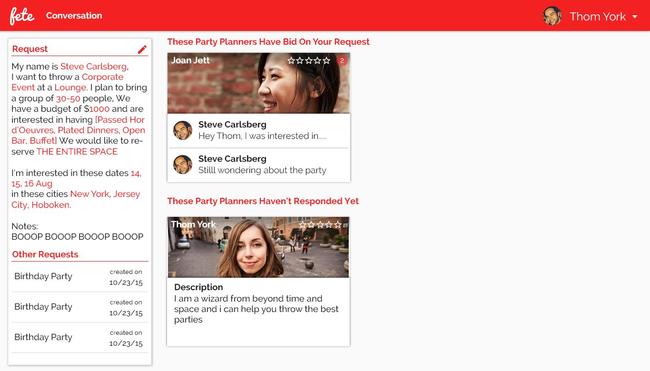 fete Conversation Thom York
Request
My name is Steve Carlsberg,
I want to throw a Corporate
Event at a Lounge. I plan to bring
a group of 30-50 people, We
have a budget of $1000 and are
interested in having [Passed Hor
d'Oeuvres, Plated Dinners, Open
Bar, Buffet] We would like to re-
serve THE ENTIRE SPACE
I'm interested in these dates 14,
15, 16 Aug
in these cities New York, Jersey
City, Hoboken.
Notes:
BOOOP BOOOP BOOOP BOOOP
Other Requests
Birthday Party created on
10/23/15
Birthday Party created on
10/23/15
Birthday Party created on
10/23/15
These Party Planners Have Bid On Your Request
Joan Jett 2
Steve Carlsberg
Hey Thom, I was interested in....
Steve Carlsberg
Stilll wondering about the party
These Party Planners Haven't Responded Yet
Thom York
Description
I am a wizard from beyond time and
space and i can help you throw the best
parties